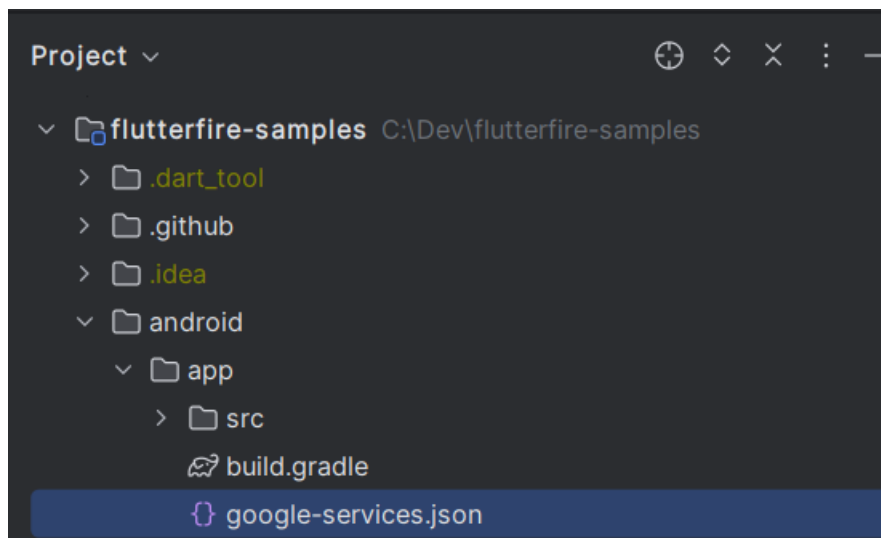 Project
flutterfire-samples C:\Dev\flutterfire-samples
.dart_tool
.github
.idea
android
app
src
build.gradle
google-services.json